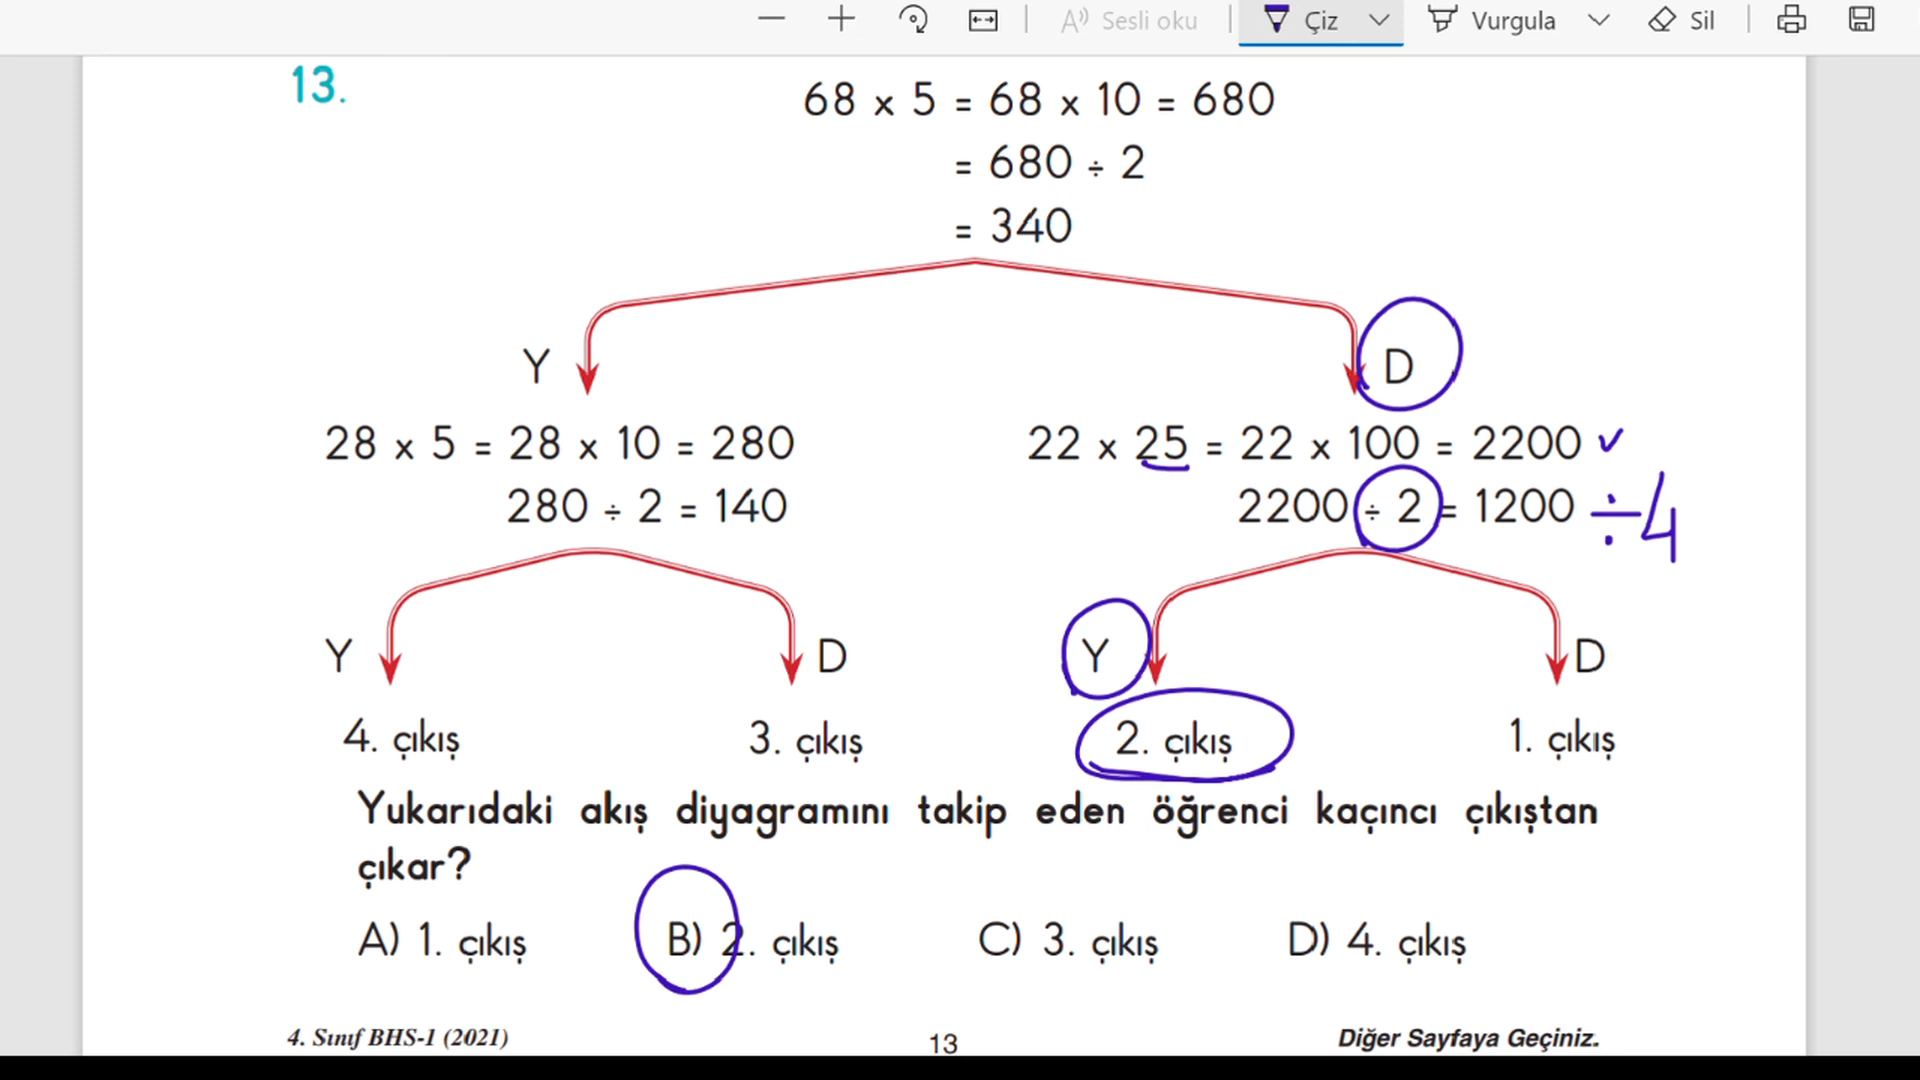 Sesli oku Çiz Vurgula Sil
13.
68 x 5 = 68 x 10 = 680
= 680 ÷ 2
= 340
Y D
28 x 5 = 28 x 10 = 280
280 ÷ 2 = 140
22 x 25 = 22 x 100 = 2200 ✓
2200 ÷ 2 = 1200 ÷4
Y D Y D
4. çıkış 3. çıkış 2. çıkış 1. çıkış
Yukarıdaki akış diyagramını takip eden öğrenci kaçıncı çıkıştan
çıkar?
A) 1. çıkış B) 2. çıkış C) 3. çıkış D) 4. çıkış
4. Sınıf BHS-1 (2021) 13 Diğer Sayfaya Geçiniz.